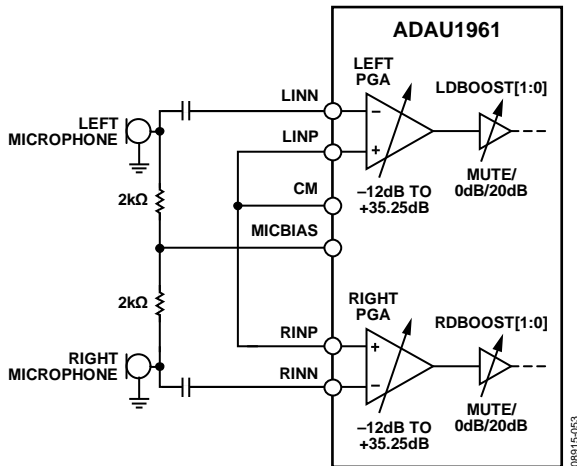 ADAU1961
LEFT
PGA
LDBOOST[1:0]
LINN
LEFT
MICROPHONE
LINP
MUTE/
0dB/20dB
CM
–12dB TO
+35.25dB
2kΩ
MICBIAS
2kΩ
RIGHT
PGA
RDBOOST[1:0]
RINP
RIGHT
MICROPHONE
RINN
MUTE/
0dB/20dB
–12dB TO
+35.25dB
08915-053